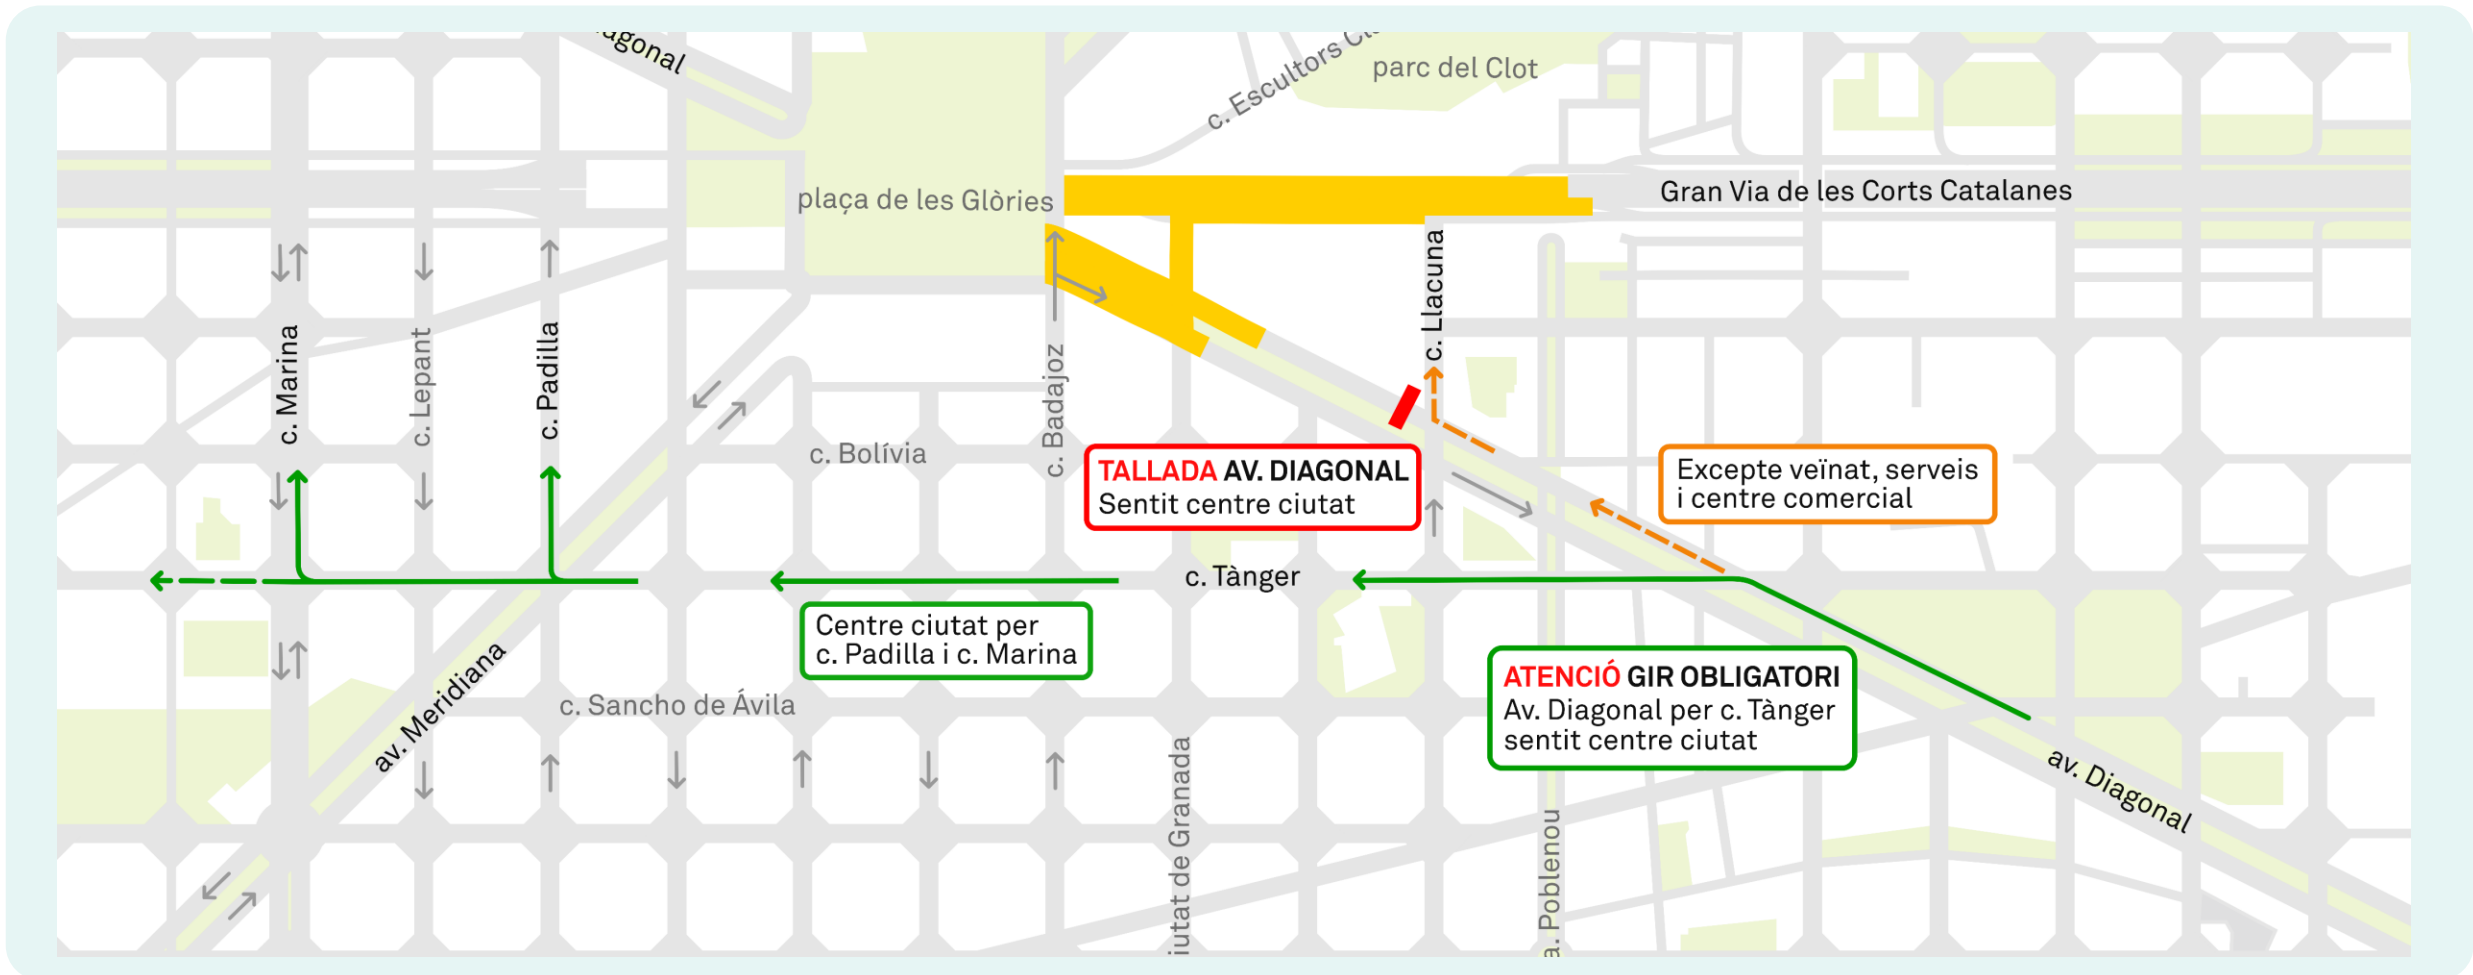 agonal
parc del Clot
plaça de les Glòries
Gran Via de les Corts Catalanes
c. Llacuna
c. Marina
c. Lepant
c. Padilla
c. Badajoz
c. Bolívia
TALLADA AV. DIAGONAL
Sentit centre ciutat
Excepte veïnat, serveis
i centre comercial
c. Tànger
Centre ciutat per
c. Padilla i c. Marina
ATENCIÓ GIR OBLIGATORI
Av. Diagonal per c. Tànger
sentit centre ciutat
av. Meridiana
c. Sancho de Ávila
iutat de Granada
a. Poblenou
av. Diagonal
c. Escultors